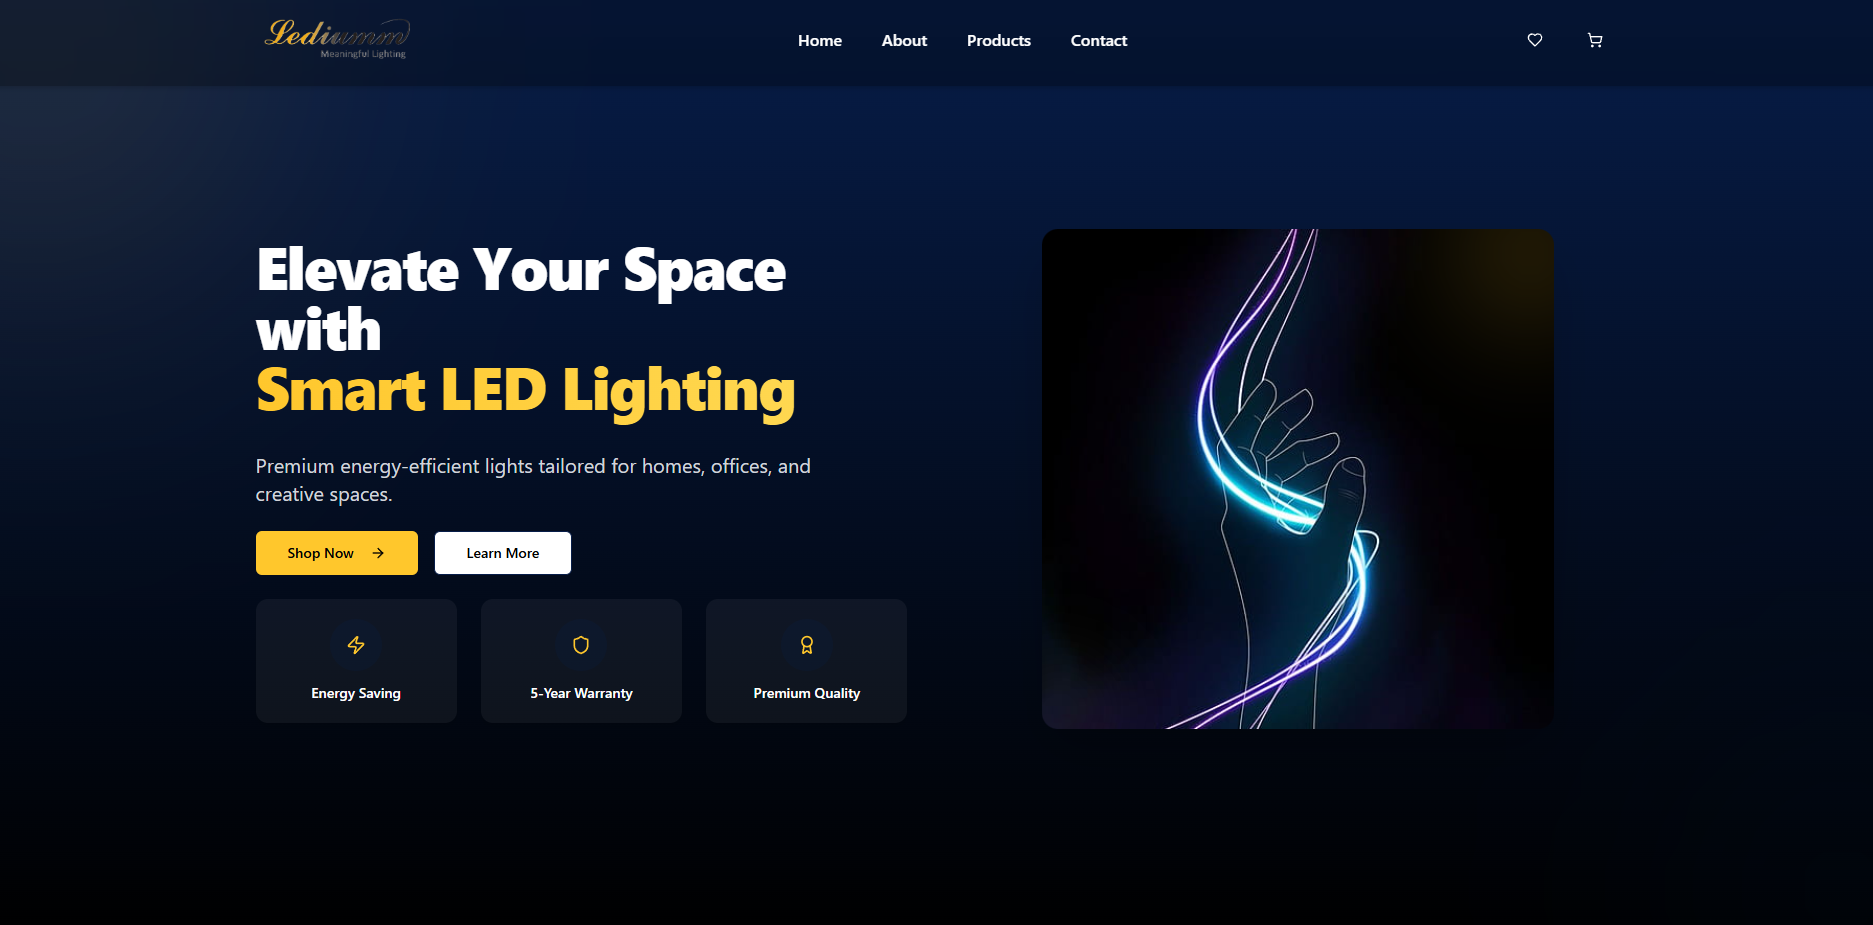 Lediumm
Meaningful Lighting
Home About Products Contact
Elevate Your Space
with
Smart LED Lighting
Premium energy-efficient lights tailored for homes, offices, and
creative spaces.
Shop Now Learn More
Energy Saving 5-Year Warranty Premium Quality